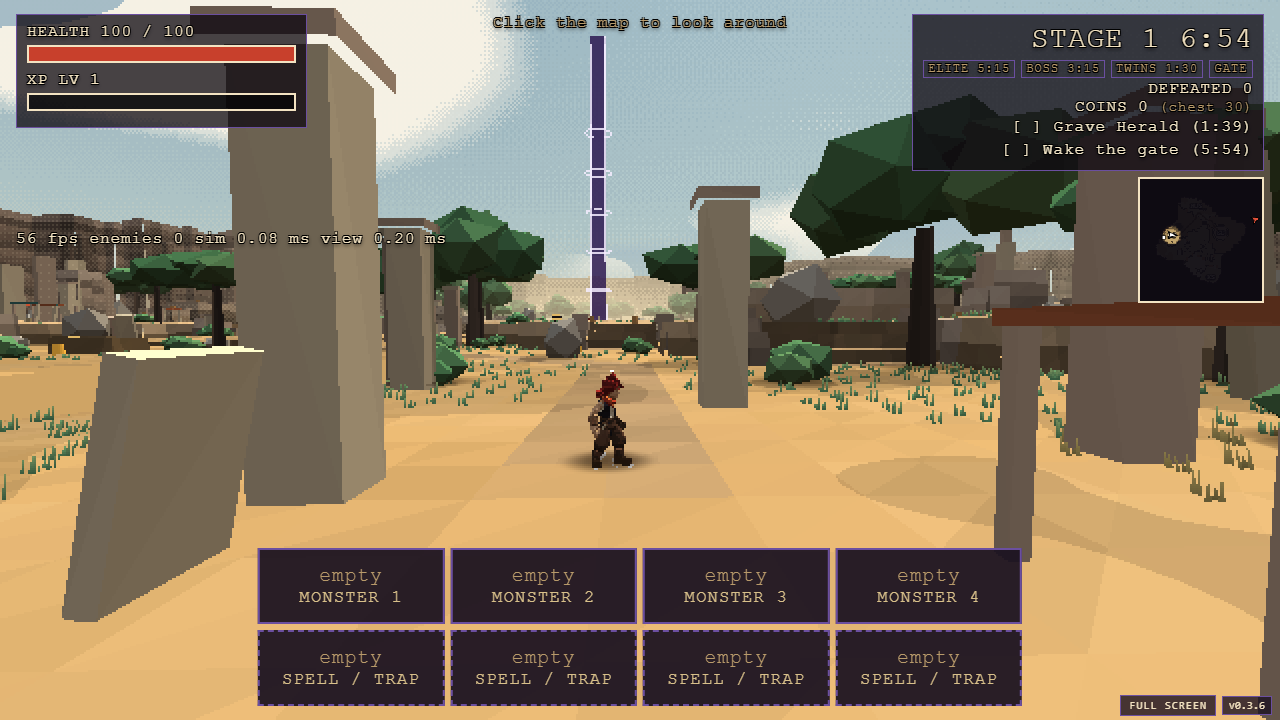 HEALTH 100 / 100
XP LV 1
Click the map to look around
STAGE 1 6:54
ELITE 5:15 BOSS 3:15 TWINS 1:30 GATE
DEFEATED 0
COINS 0 (chest 30)
[ ] Grave Herald (1:39)
[ ] Wake the gate (5:54)
56 fps enemies 0 sim 0.08 ms view 0.20 ms
empty empty empty empty
MONSTER 1 MONSTER 2 MONSTER 3 MONSTER 4
empty empty empty empty
SPELL / TRAP SPELL / TRAP SPELL / TRAP SPELL / TRAP
FULL SCREEN v0.3.6